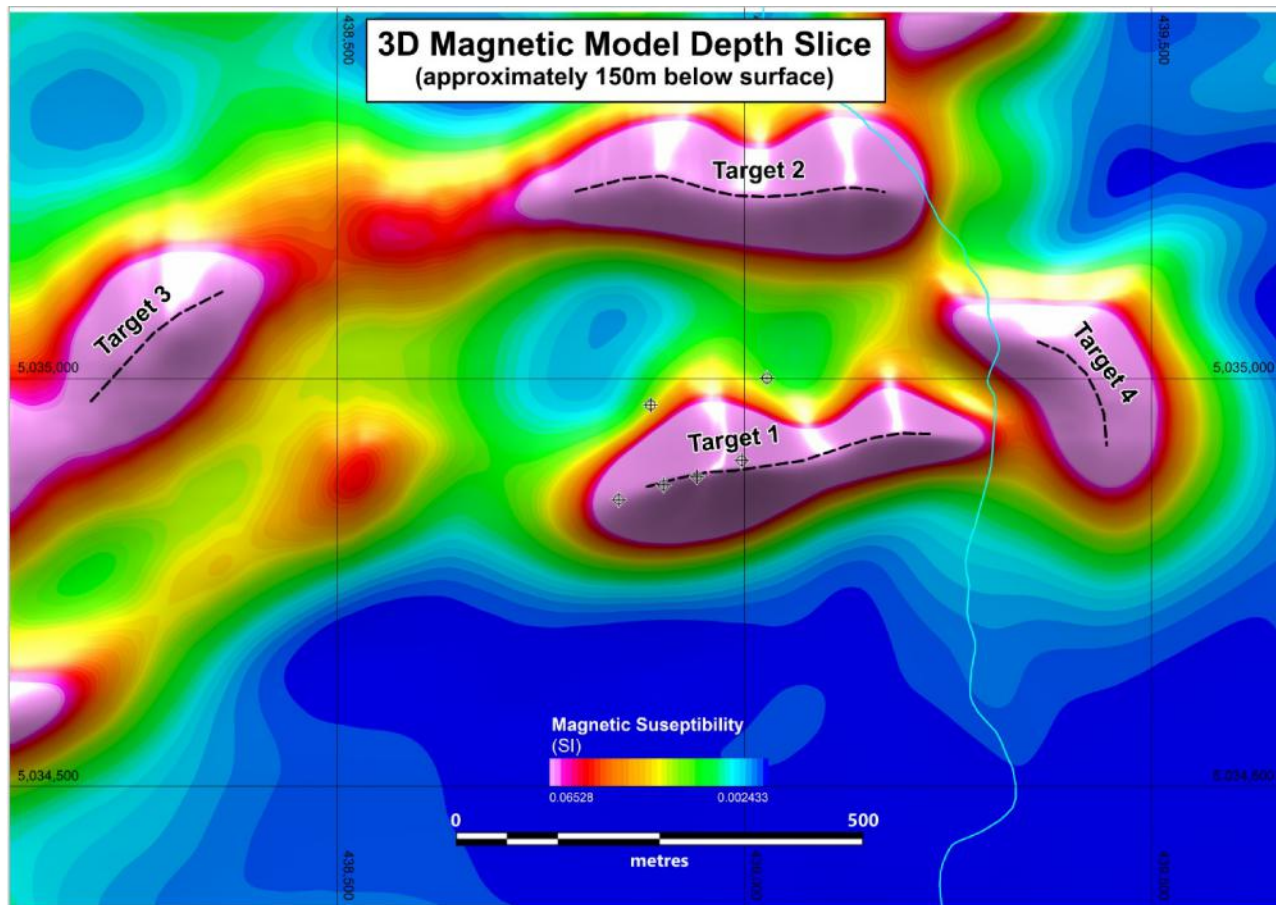 438,500
439,500
3D Magnetic Model Depth Slice
(approximately 150m below surface)
Target 2
Target 3
Target 4
5,035,000
5,035,000
Target 1
Magnetic Suseptibility
(SI)
0.06528
0.002433
5,034,500
5,034,500
0
500
metres
438,500
439,000
439,500